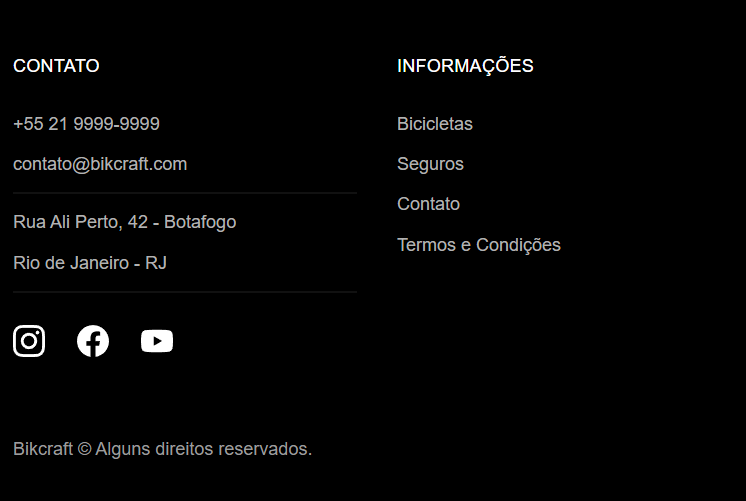 CONTATO
+55 21 9999-9999
contato@bikcraft.com
Rua Ali Perto, 42 - Botafogo
Rio de Janeiro - RJ
INFORMAÇÕES
Bicicletas
Seguros
Contato
Termos e Condições
Bikcraft © Alguns direitos reservados.